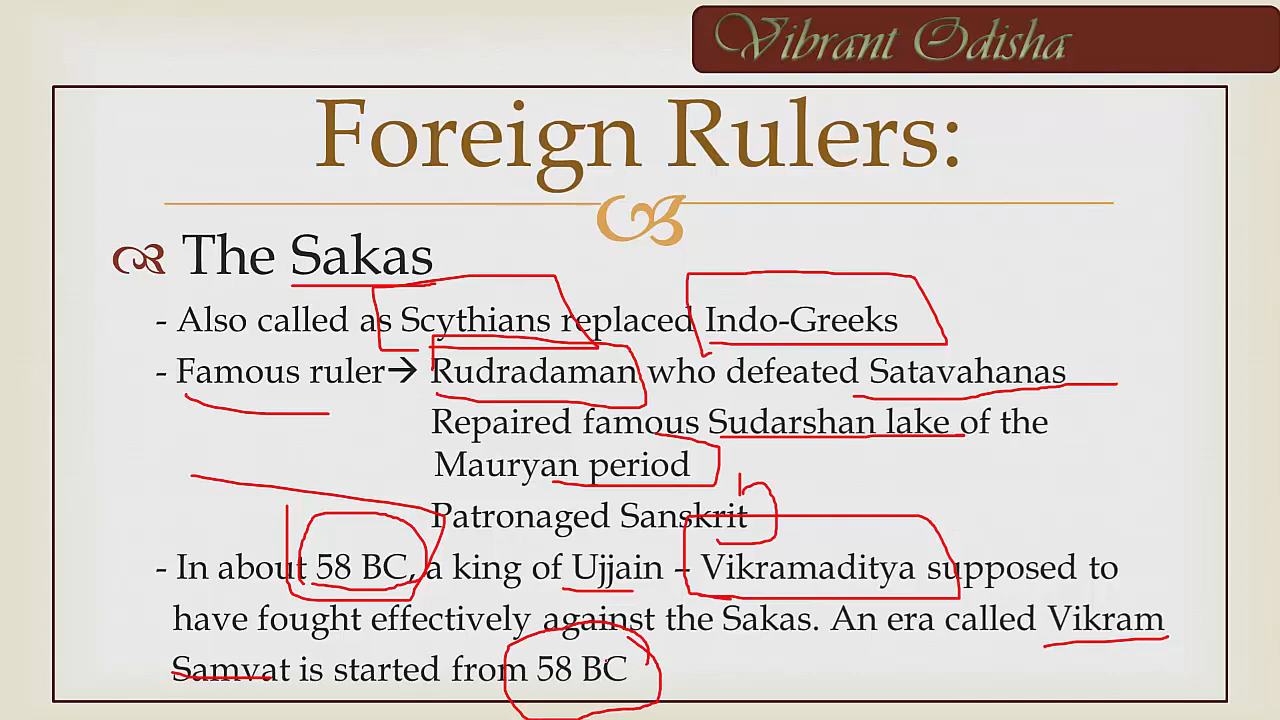 Vibrant Odisha
Foreign Rulers:
The Sakas
- Also called as Scythians replaced Indo-Greeks
- Famous ruler→ Rudradaman who defeated Satavahanas
Repaired famous Sudarshan lake of the
Mauryan period
Patronaged Sanskrit
- In about 58 BC, a king of Ujjain – Vikramaditya supposed to
have fought effectively against the Sakas. An era called Vikram
Samvat is started from 58 BC